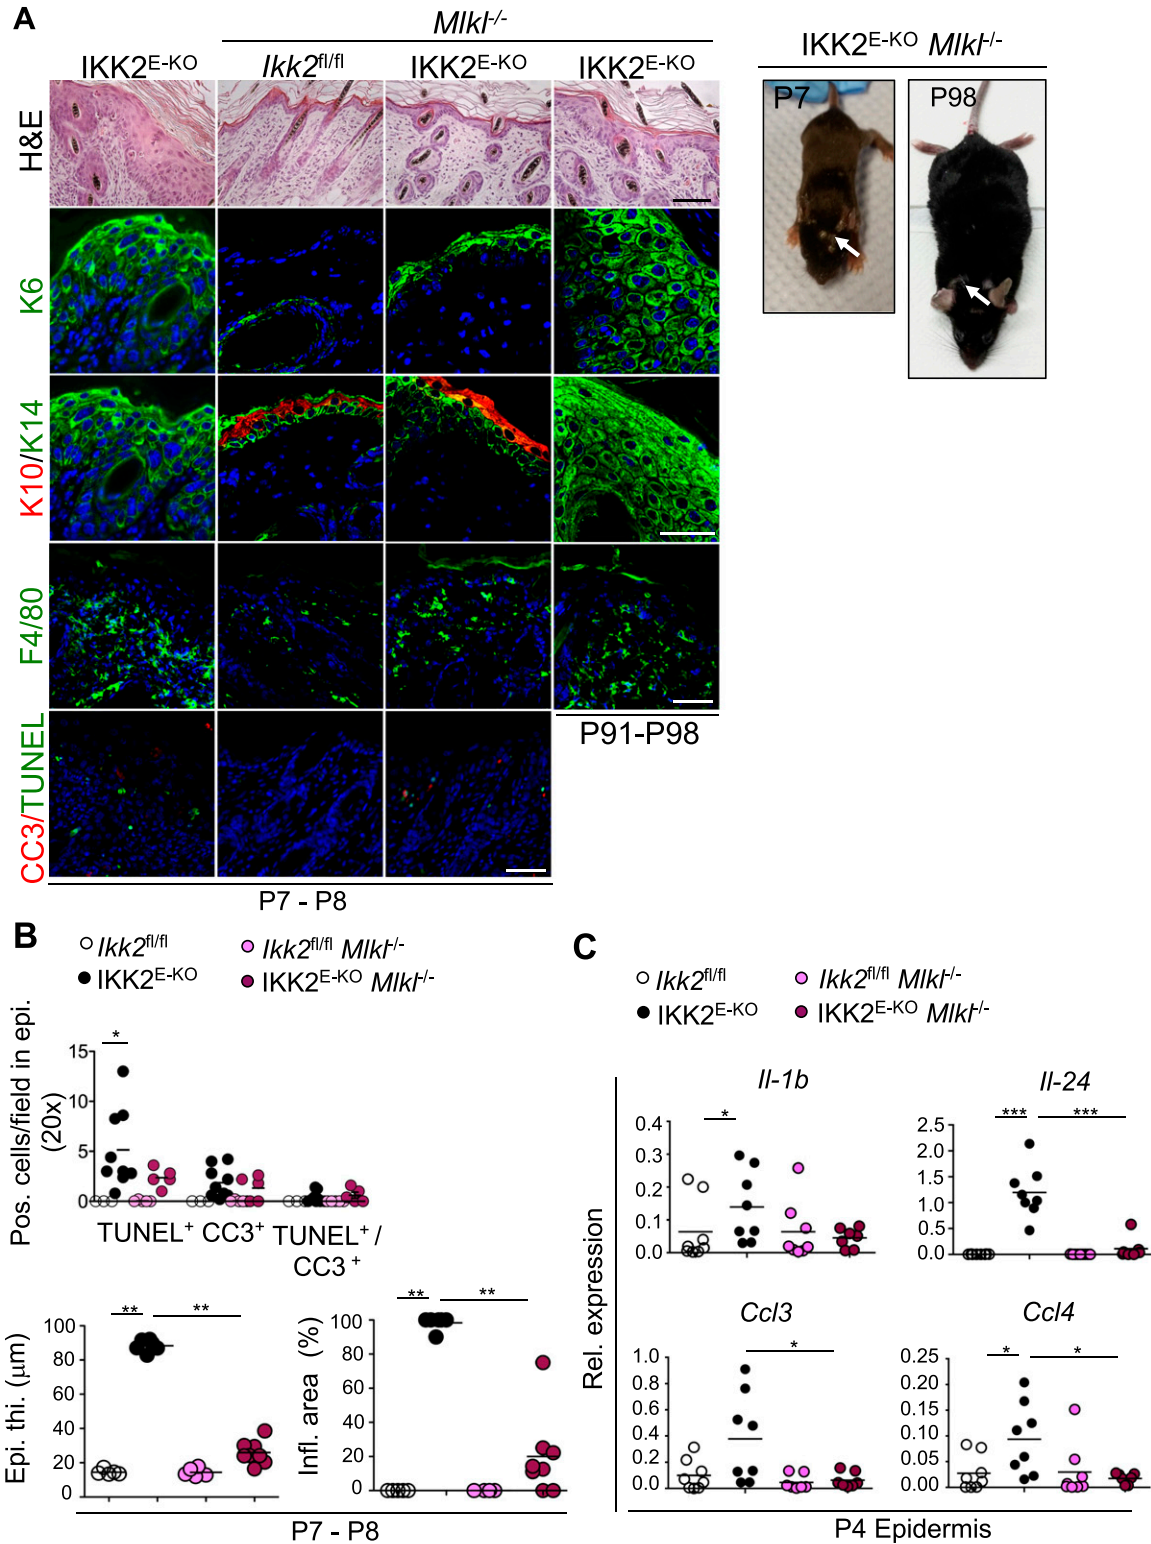 A
Mlkl-/-
IKK2E-KO
Ikk2fl/fl
IKK2E-KO
IKK2E-KO
H&E
K6
K10/K14
F4/80
CC3/TUNEL
P91-P98
P7 - P8
IKK2E-KO Mlkl-/-
P7
P98
B
Ikk2fl/fl
Ikk2fl/fl Mlkl-/-
IKK2E-KO
IKK2E-KO Mlkl-/-
Pos. cells/field in epi.
(20x)
15
5
0
*
TUNEL+ CC3+ TUNEL+ /
CC3 +
Epi. thi. (μm)
100
80
60
40
20
0
** **
Infl. area (%)
100
80
60
40
20
0
** **
P7 - P8
C
Ikk2fl/fl
Ikk2fl/fl Mlkl-/-
IKK2E-KO
IKK2E-KO Mlkl-/-
Rel. expression
Il-1b
0.4
0.3
0.2
0.1
0.0
*
Il-24
2.5
2.0
1.5
1.0
0.5
0.0
*** ***
Ccl3
1.0
0.8
0.6
0.4
0.2
0.0
*
Ccl4
0.25
0.20
0.15
0.10
0.05
0.00
* *
P4 Epidermis